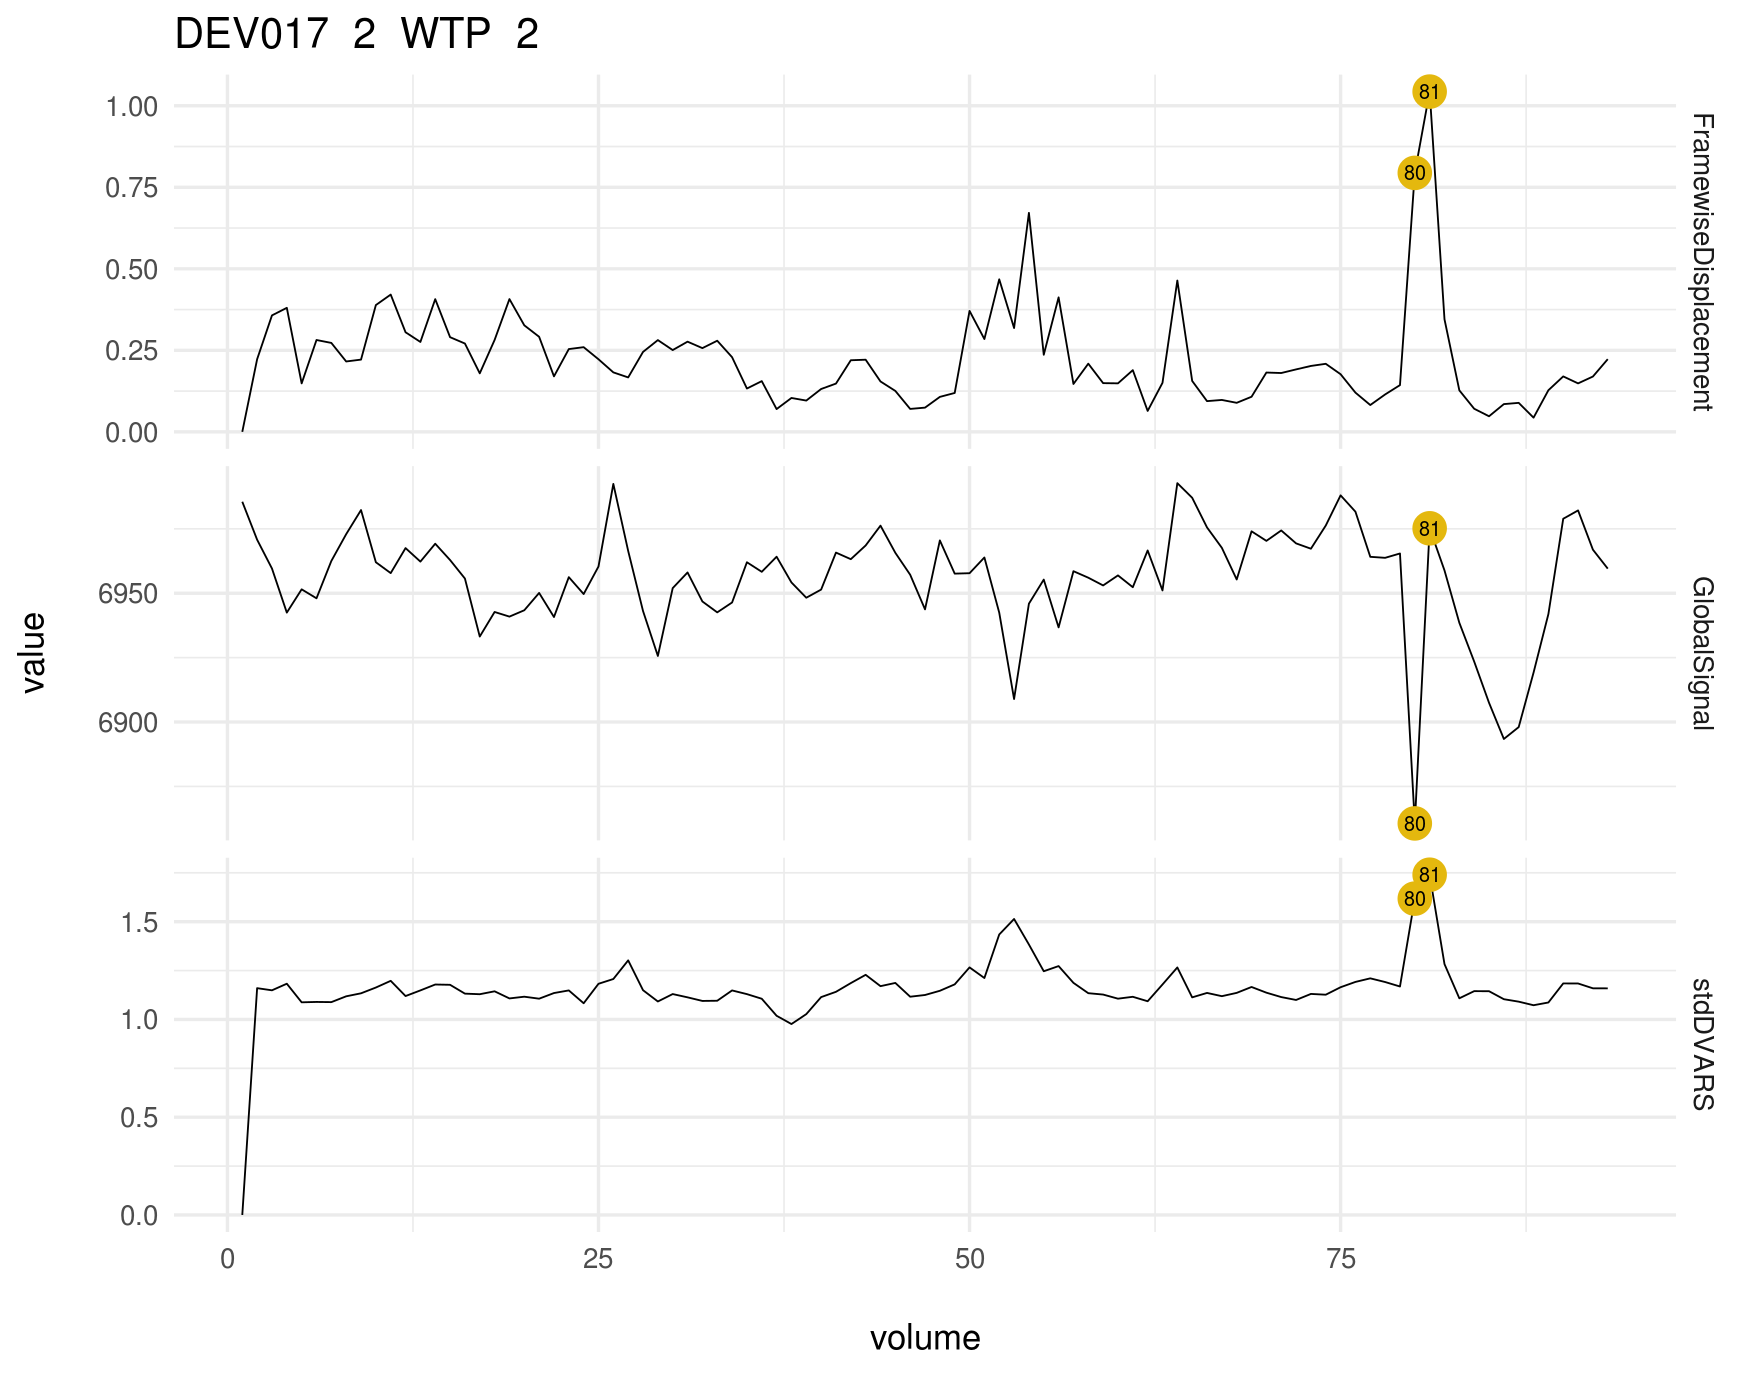 DEV017 2 WTP 2
1.00
0.75
0.50
0.25
0.00
81
80
FramewiseDisplacement
6950
6900
81
80
GlobalSignal
value
1.5
1.0
0.5
0.0
81
80
stdDVARS
0 25 50 75
volume